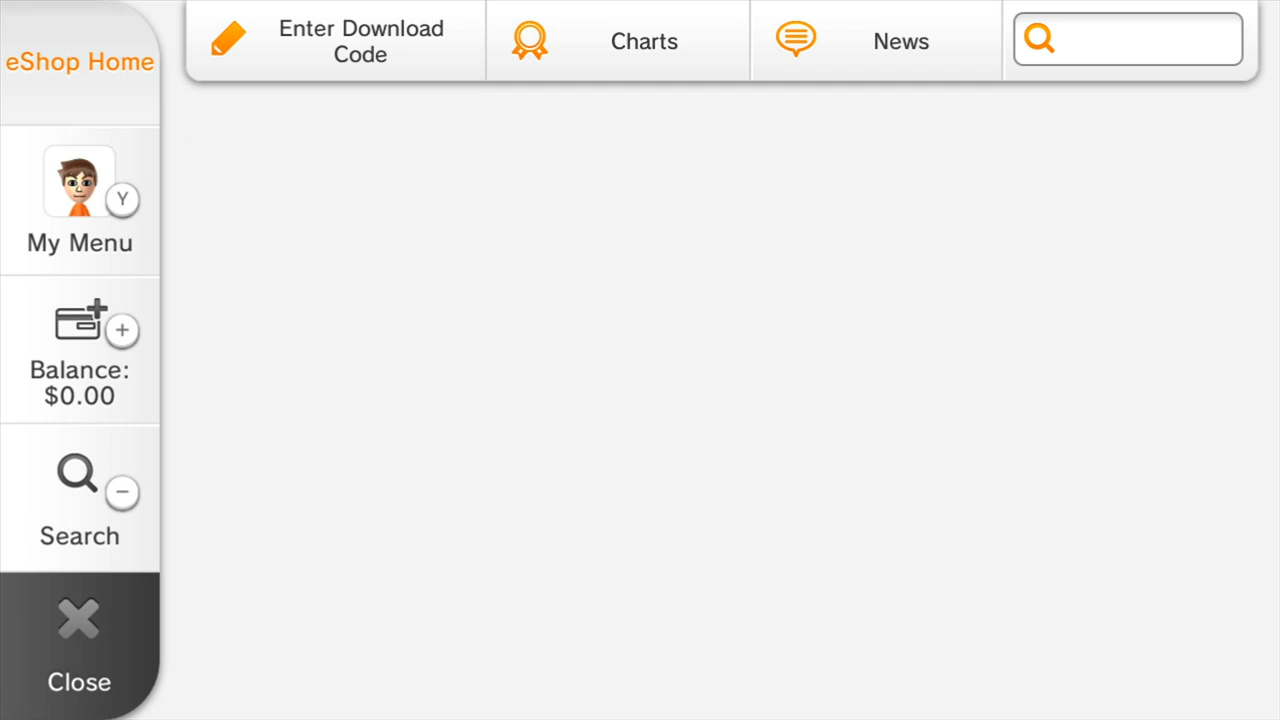 eShop Home
Enter Download
Code
Charts
News
Y
My Menu
+
Balance:
$0.00
−
Search
Close